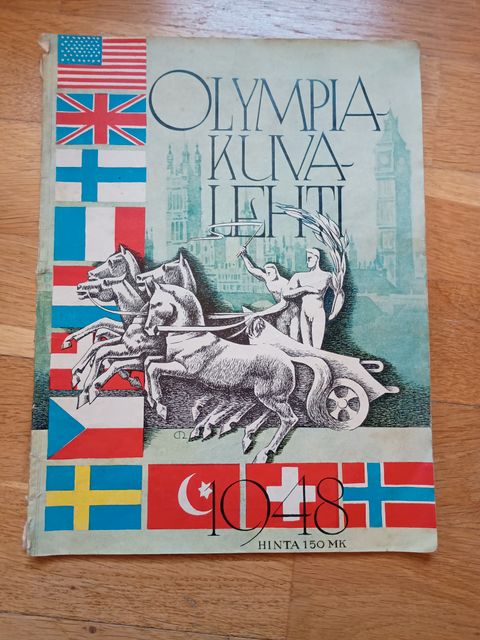 OLYMPIA-
KUVA-
LEHTI
1948
HINTA 150 MK